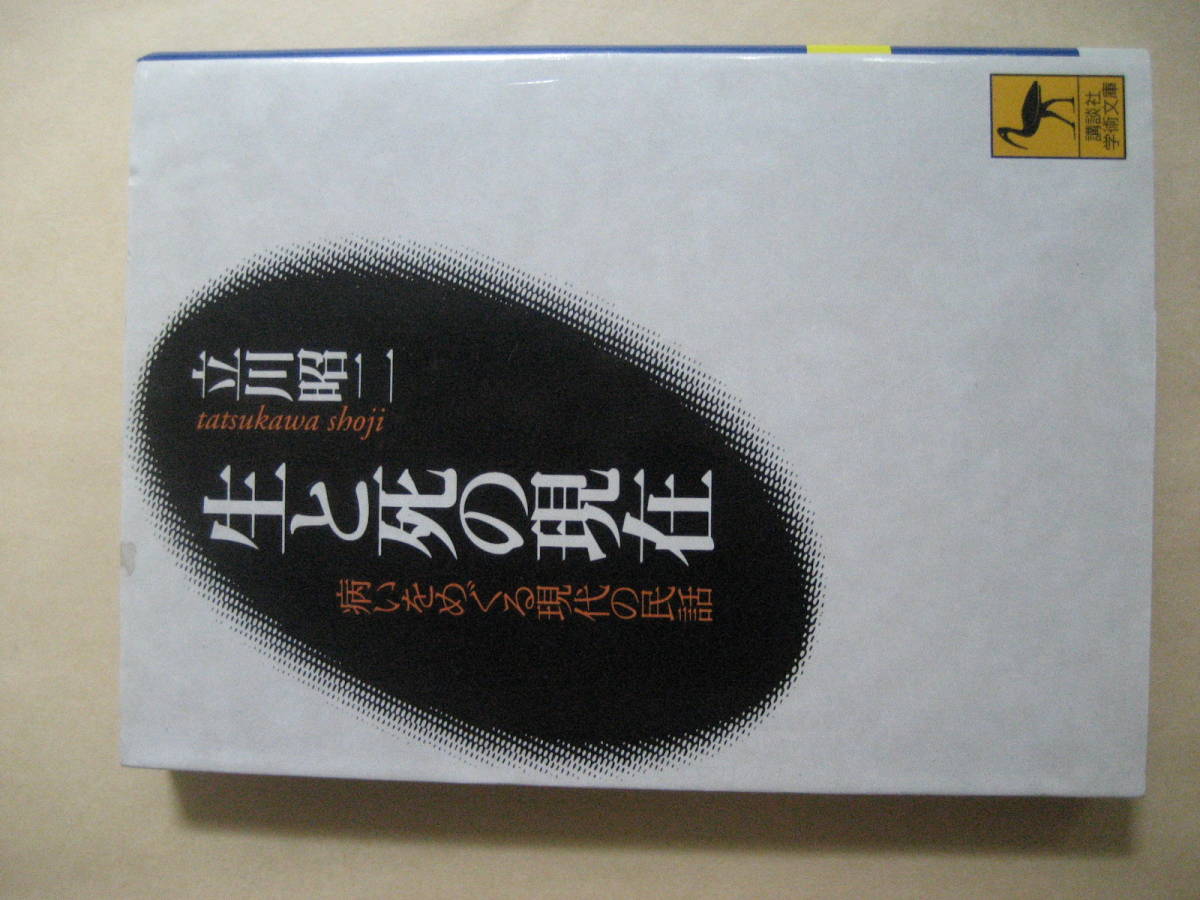 講談社
学術文庫
立川昭二
tatsukawa shoji
生と死の現在
病いをめぐる現代の民話